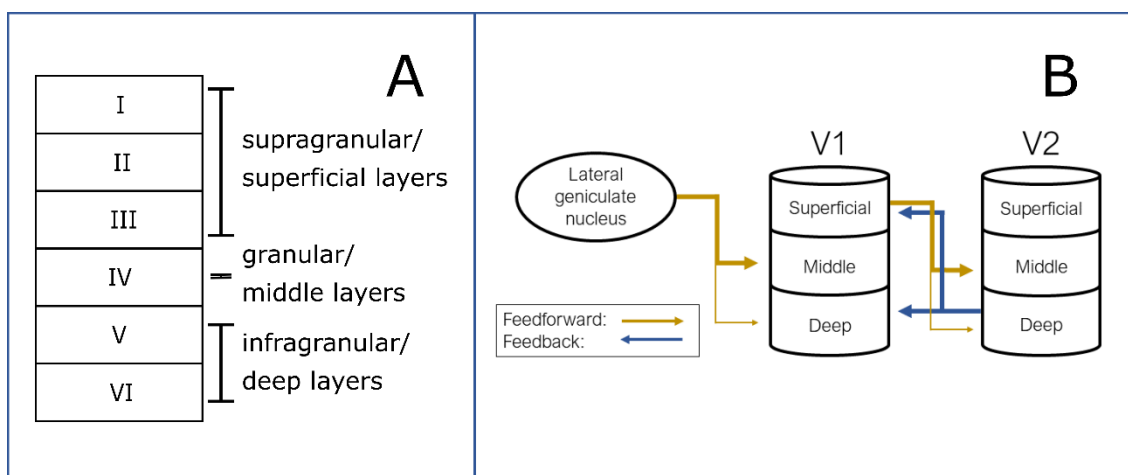 A
I
II
III
IV
V
VI
supragranular/
superficial layers
granular/
middle layers
infragranular/
deep layers
B
V1
V2
Lateral
geniculate
nucleus
Superficial
Middle
Deep
Superficial
Middle
Deep
Feedforward:
Feedback: